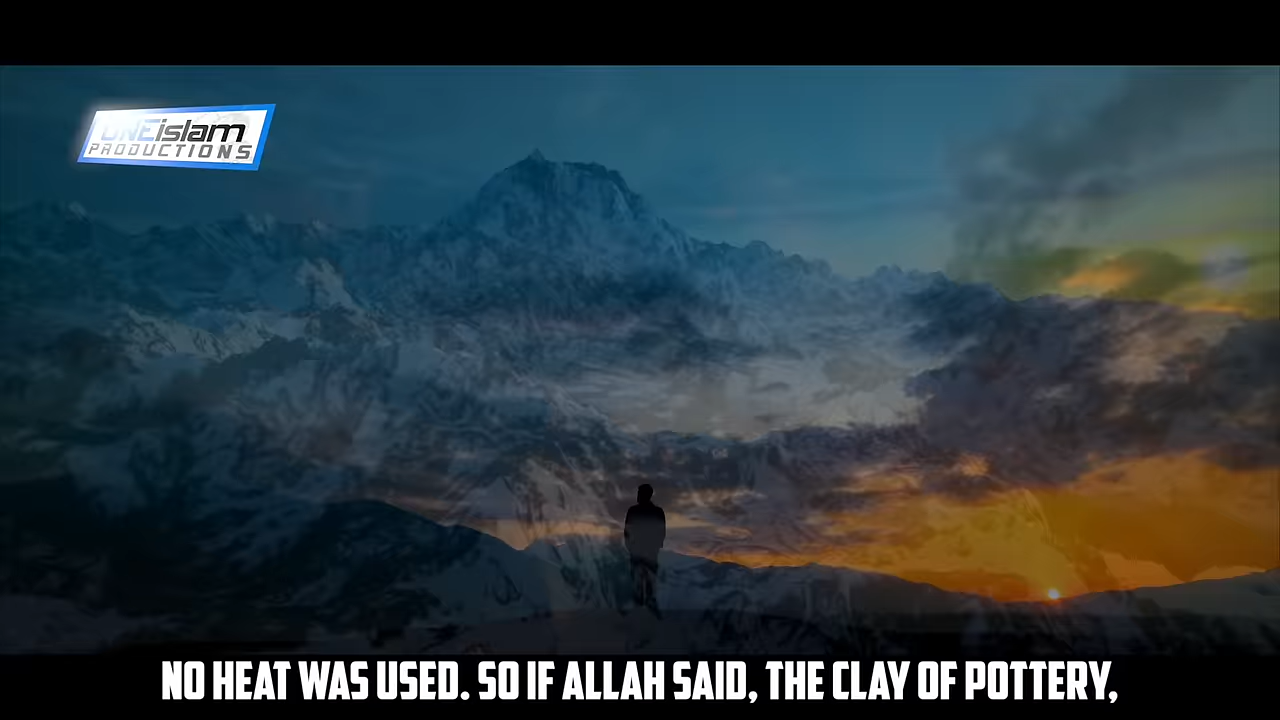 ONEislam
PRODUCTIONS
NO HEAT WAS USED. SO IF ALLAH SAID, THE CLAY OF POTTERY,